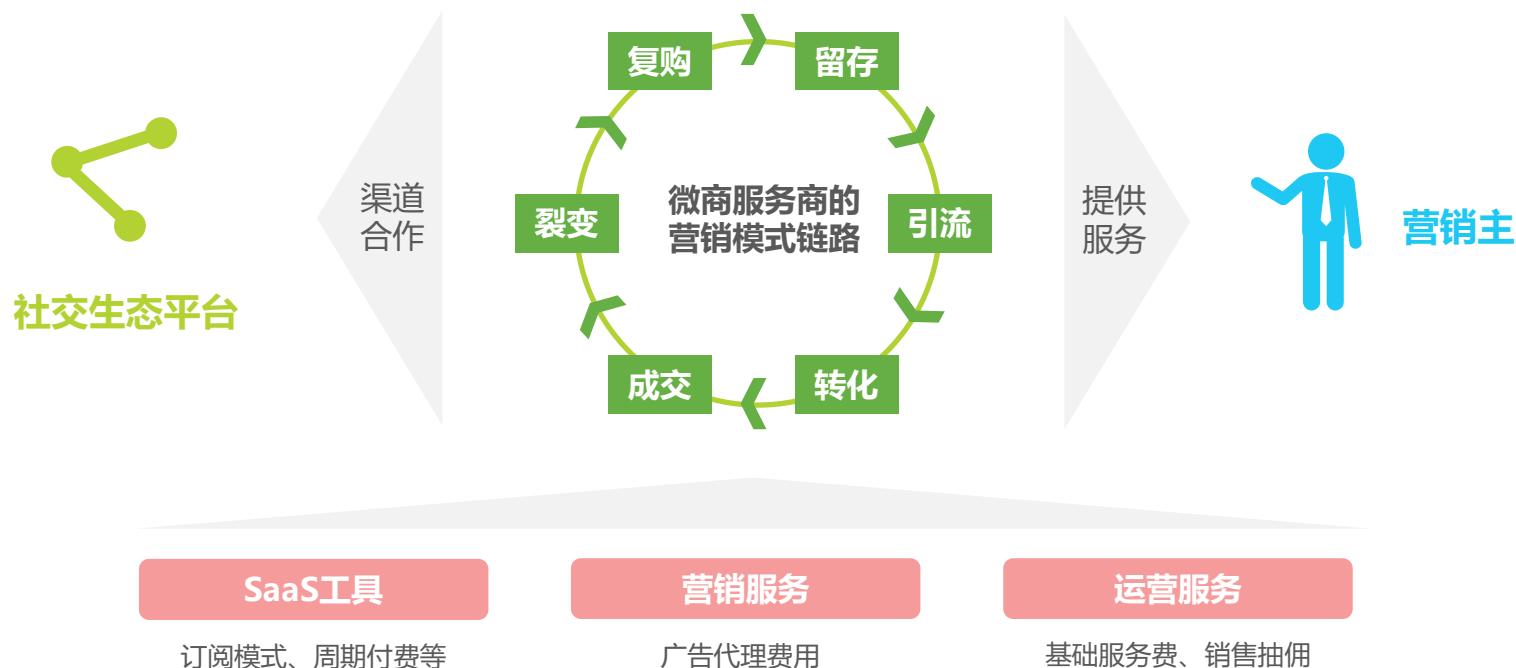 复购
留存
渠道
合作
裂变
微商服务商的
营销模式链路
引流
提供
服务
营销主
社交生态平台
成交
转化
SaaS工具
营销服务
运营服务
订阅模式、周期付费等
广告代理费用
基础服务费、销售抽佣